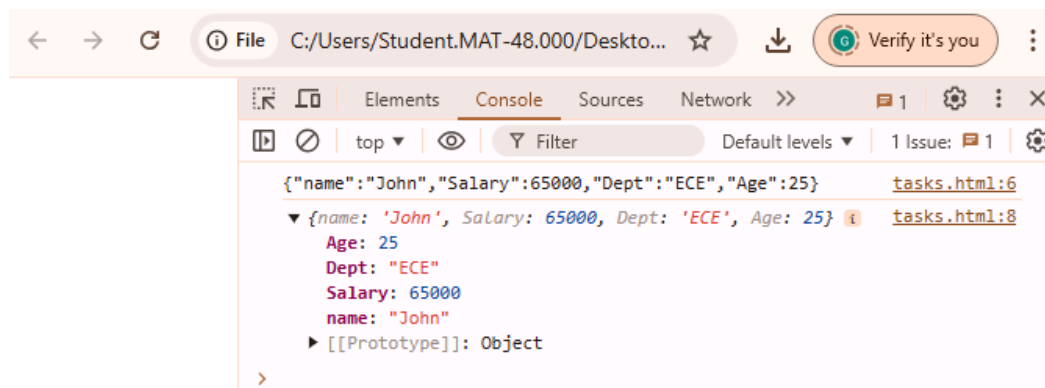 File C:/Users/Student.MAT-48.000/Deskto... G Verify it's you
Elements Console Sources Network 1
top Filter Default levels 1 Issue: 1
{"name":"John","Salary":65000,"Dept":"ECE","Age":25} tasks.html:6
{name: 'John', Salary: 65000, Dept: 'ECE', Age: 25} i tasks.html:8
Age: 25
Dept: "ECE"
Salary: 65000
name: "John"
[[Prototype]]: Object